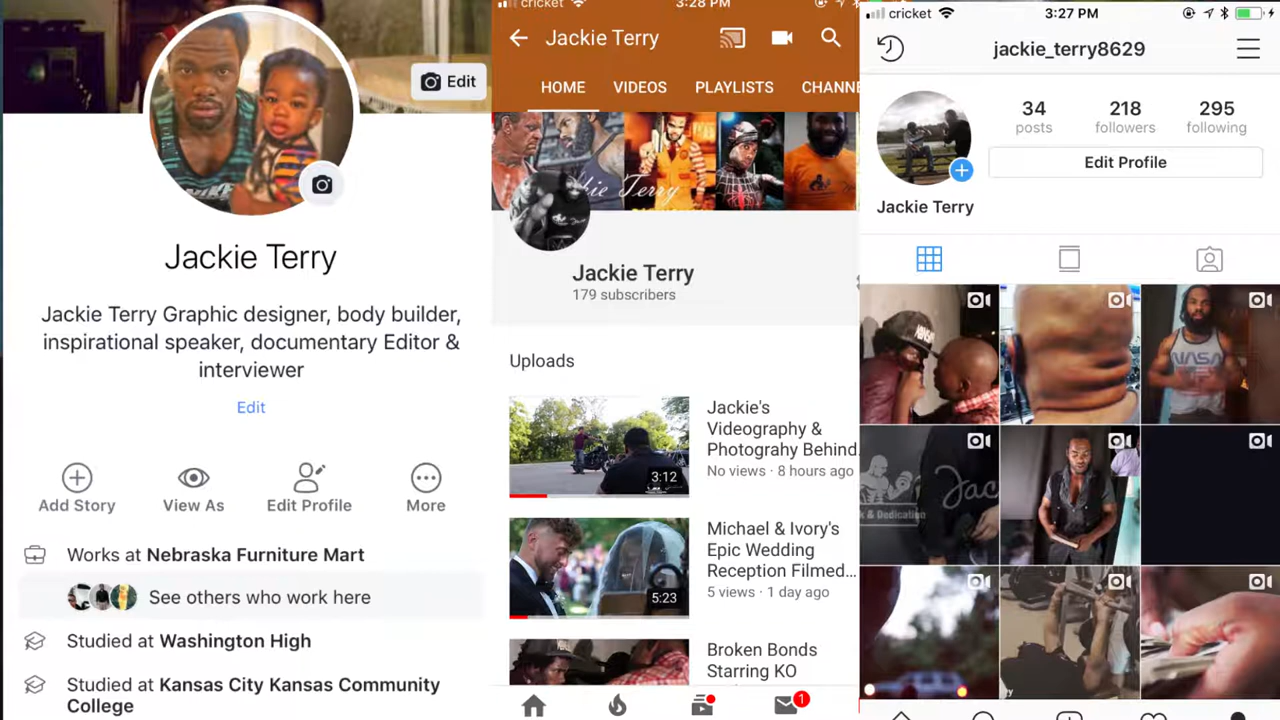 Edit
Jackie Terry
Jackie Terry Graphic designer, body builder,
inspirational speaker, documentary Editor &
interviewer
Edit
Add Story
View As
Edit Profile
More
Works at Nebraska Furniture Mart
See others who work here
Studied at Washington High
Studied at Kansas City Kansas Community
College
cricket
3:28 PM
Jackie Terry
HOME
VIDEOS
PLAYLISTS
CHANNE
kie Terry
Jackie Terry
179 subscribers
Uploads
3:12
Jackie's
Videography &
Photograhy Behind
No views · 8 hours ago
5:23
Michael & Ivory's
Epic Wedding
Reception Filmed...
5 views · 1 day ago
Broken Bonds
Starring KO
1
cricket
3:27 PM
jackie_terry8629
34
posts
218
followers
295
following
Edit Profile
Jackie Terry
NASA
Jac
k & Dedication